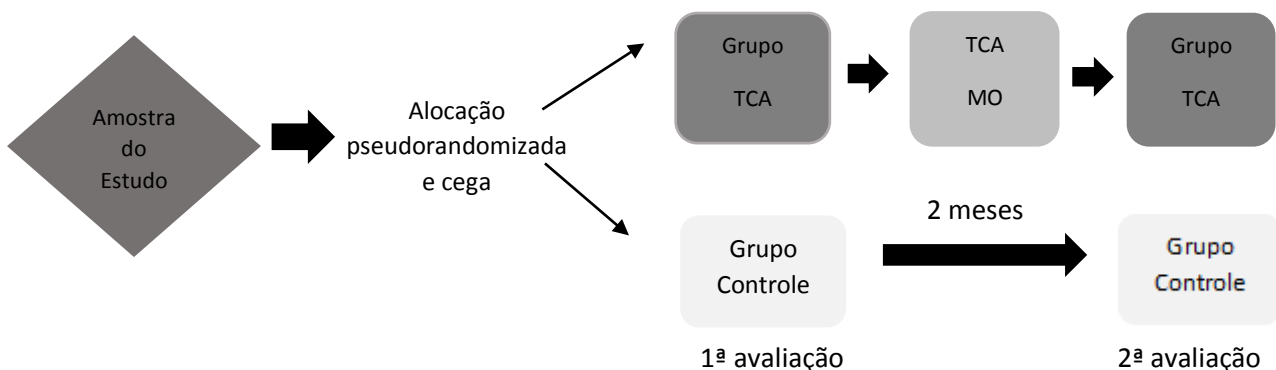 Amostra
do
Estudo
Alocação
pseudorandomizada
e cega
Grupo
TCA
TCA
MO
Grupo
TCA
2 meses
Grupo
Controle
Grupo
Controle
1ª avaliação
2ª avaliação